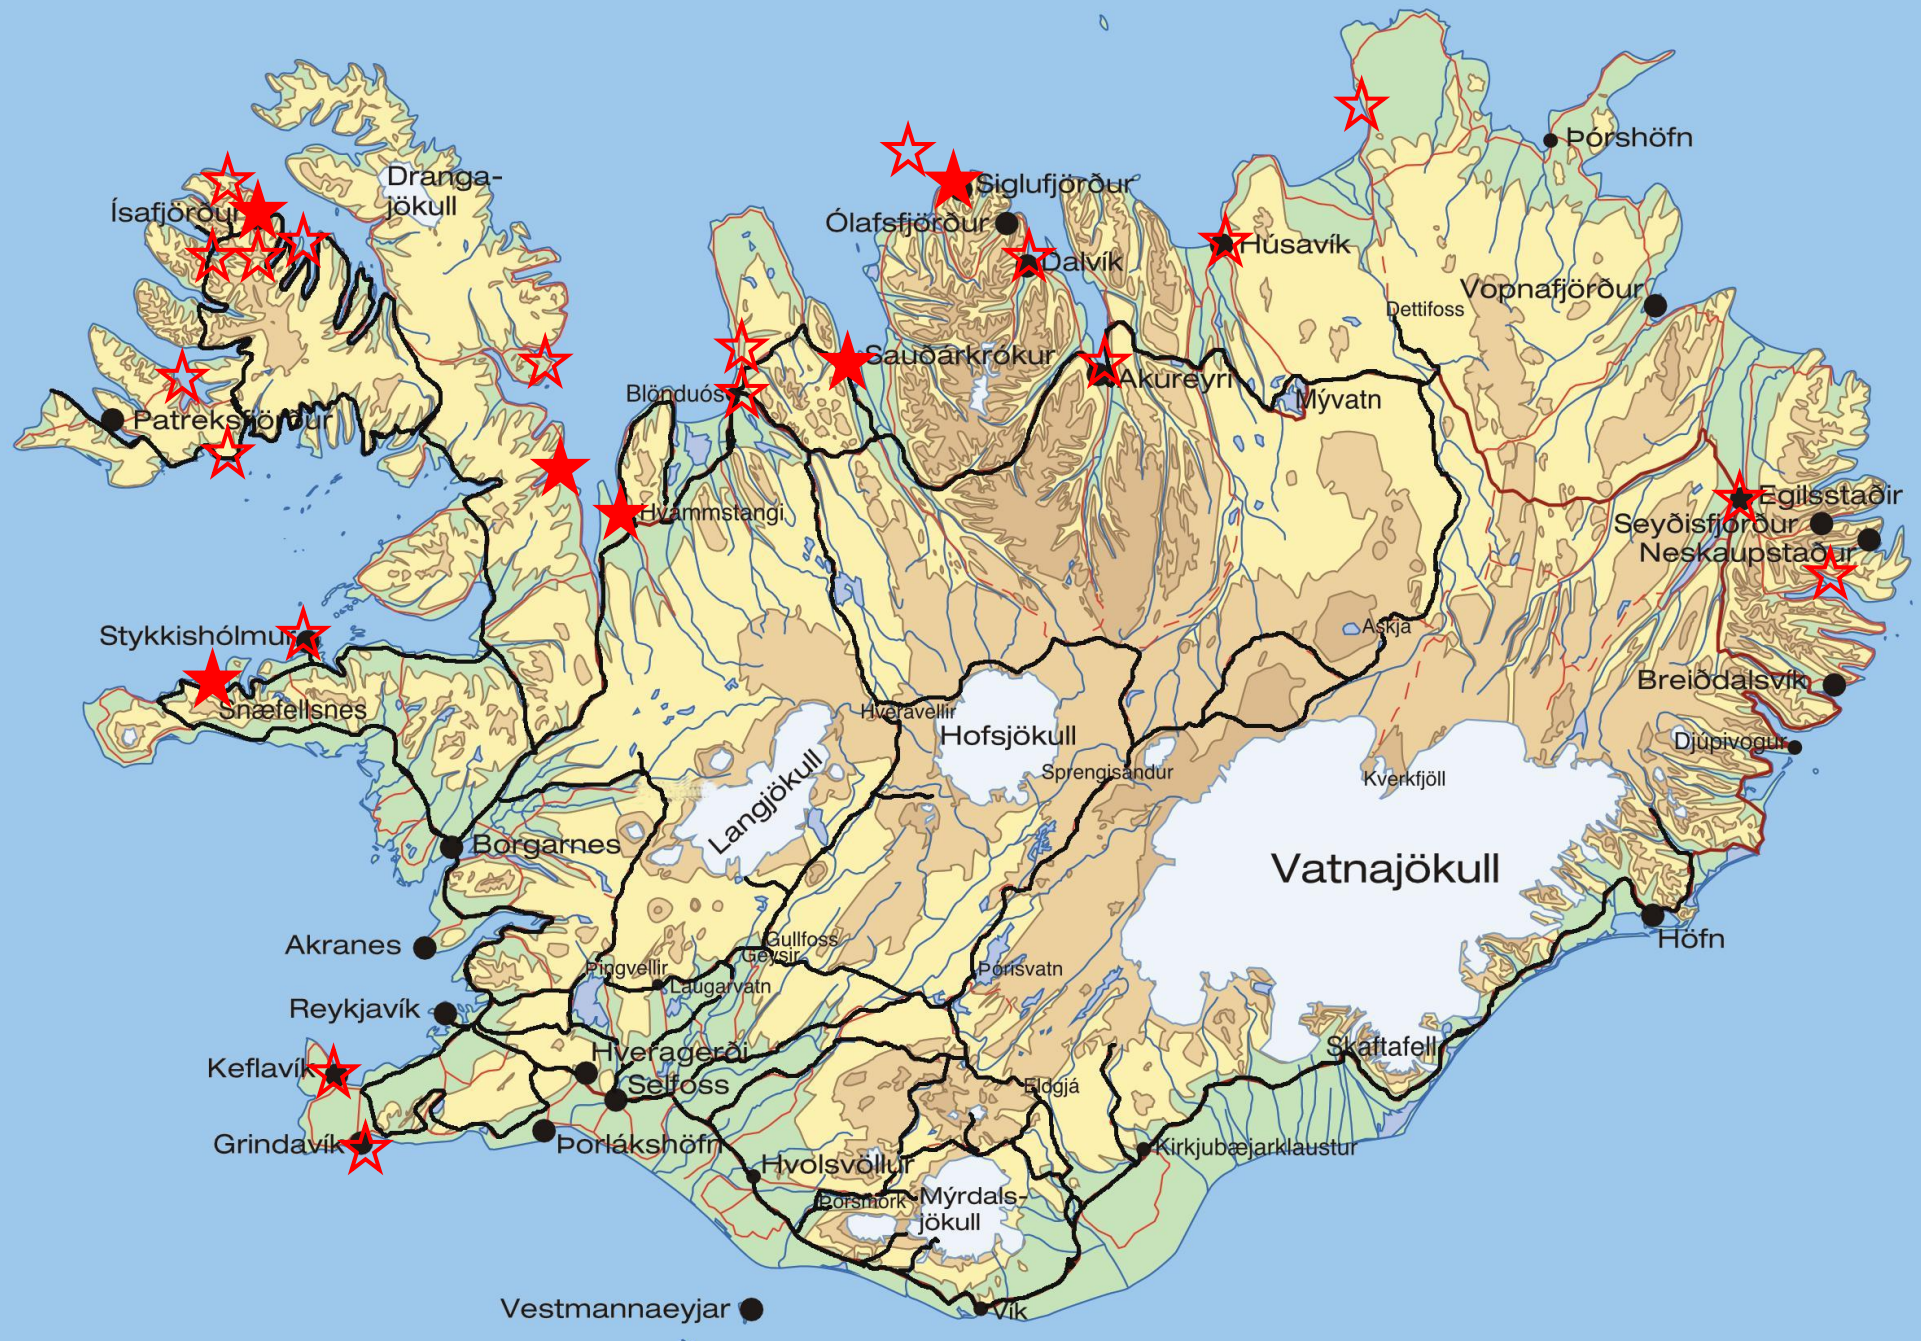 Dranga-
jökull
Þórshöfn
Siglufjörður
Ísafjörður
Ólafsfjörður
Húsavík
Dalvík
Vopnafjörður
Dettifoss
Sauðárkrókur
Akureyri
Blönduós
Mývatn
Patreksfjörður
Egilsstaðir
Hvammstangi
Seyðisfjörður
Neskaupstaður
Askja
Stykkishólmur
Breiðdalsvík
Snæfellsnes
Hveravellir
Hofsjökull
Djúpivogur
Sprengisandur
Kverkfjöll
Langjökull
Borgarnes
Vatnajökull
Akranes
Gullfoss
Geysir
Höfn
Þingvellir
Þórisvatn
Laugarvatn
Reykjavík
Skaftafell
Hveragerði
Keflavík
Selfoss
Eldgjá
Grindavík
Þorlákshöfn
Kirkjubæjarklaustur
Hvolsvöllur
Þórsmörk
Mýrdals-
jökull
Vestmannaeyjar
Vík